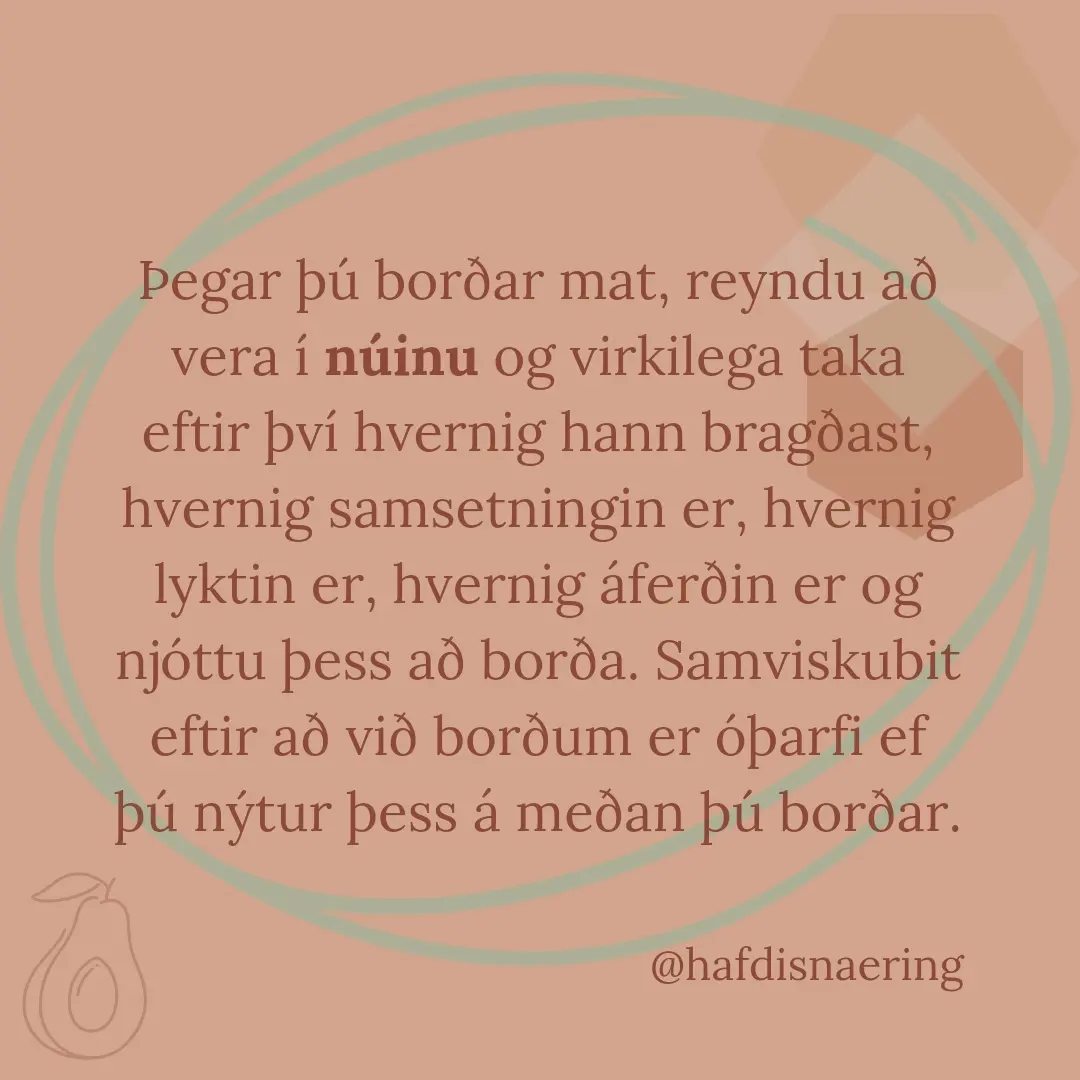 Þegar þú borðar mat, reyndu að
vera í núinu og virkilega taka
eftir því hvernig hann bragðast,
hvernig samsetningin er, hvernig
lyktin er, hvernig áferðin er og
njóttu þess að borða. Samviskubit
eftir að við borðum er óþarfi ef
þú nýtur þess á meðan þú borðar.
@hafdisnaering